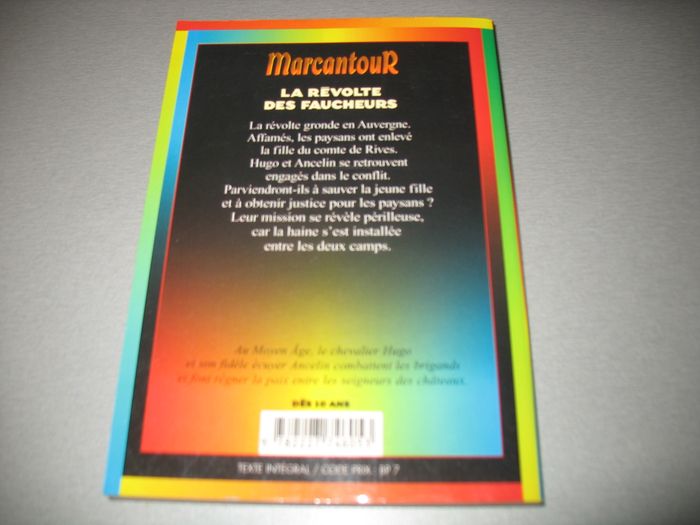 MarcantouR
LA RÉVOLTE
DES FAUCHEURS
La révolte gronde en Auvergne.
Affamés, les paysans ont enlevé
la fille du comte de Rives.
Hugo et Ancelin se retrouvent
engagés dans le conflit.
Parviendront-ils à sauver la jeune fille
et à obtenir justice pour les paysans ?
Leur mission se révèle périlleuse,
car la haine s'est installée
entre les deux camps.
Au Moyen Âge, le chevalier Hugo
et son fidèle écuyer Ancelin combattent les brigands
et font régner la paix entre les seigneurs des châteaux.
DÈS 10 ANS
TEXTE INTÉGRAL / CODE PRIX : BP 7